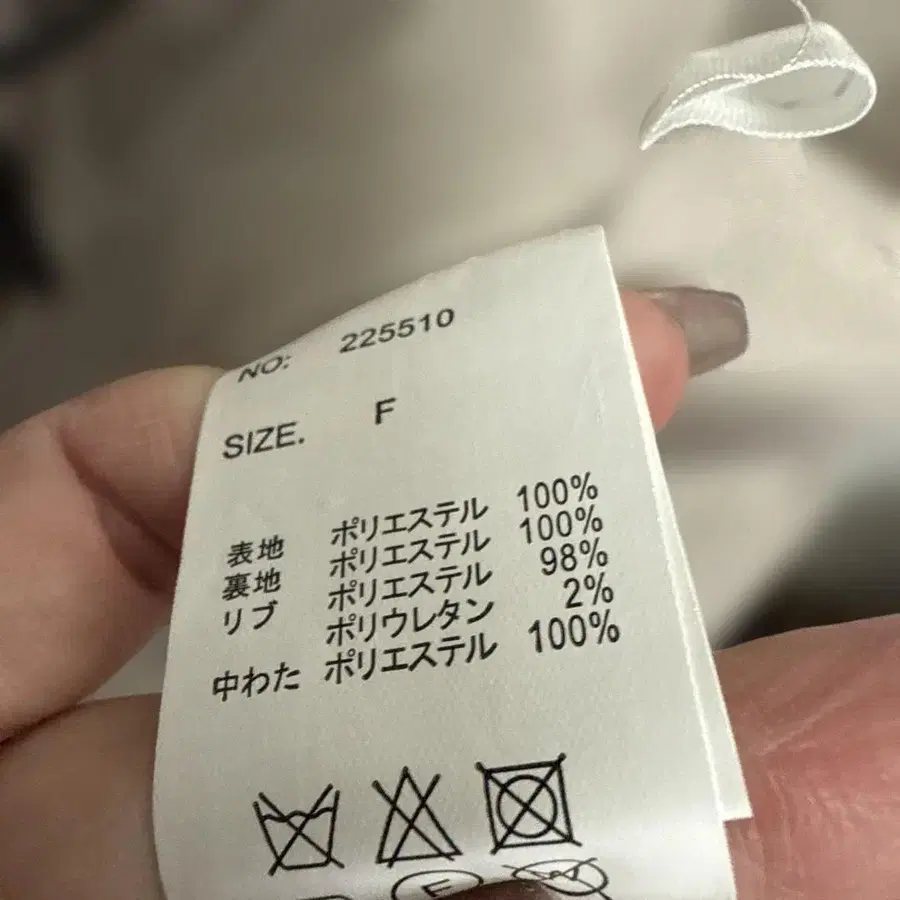 NO: 225510
SIZE. F
表地 ポリエステル 100%
裏地 ポリエステル 100%
リブ ポリエステル 98%
ポリウレタン 2%
中わた ポリエステル 100%